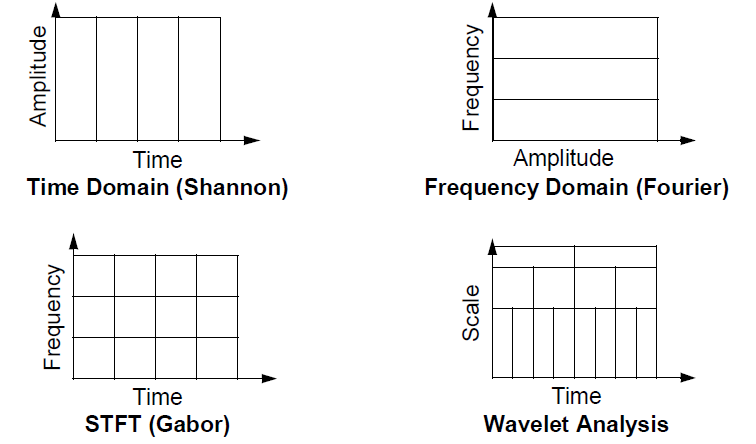 Amplitude
Time
Time Domain (Shannon)
Frequency
Amplitude
Frequency Domain (Fourier)
Frequency
Time
STFT (Gabor)
Scale
Time
Wavelet Analysis